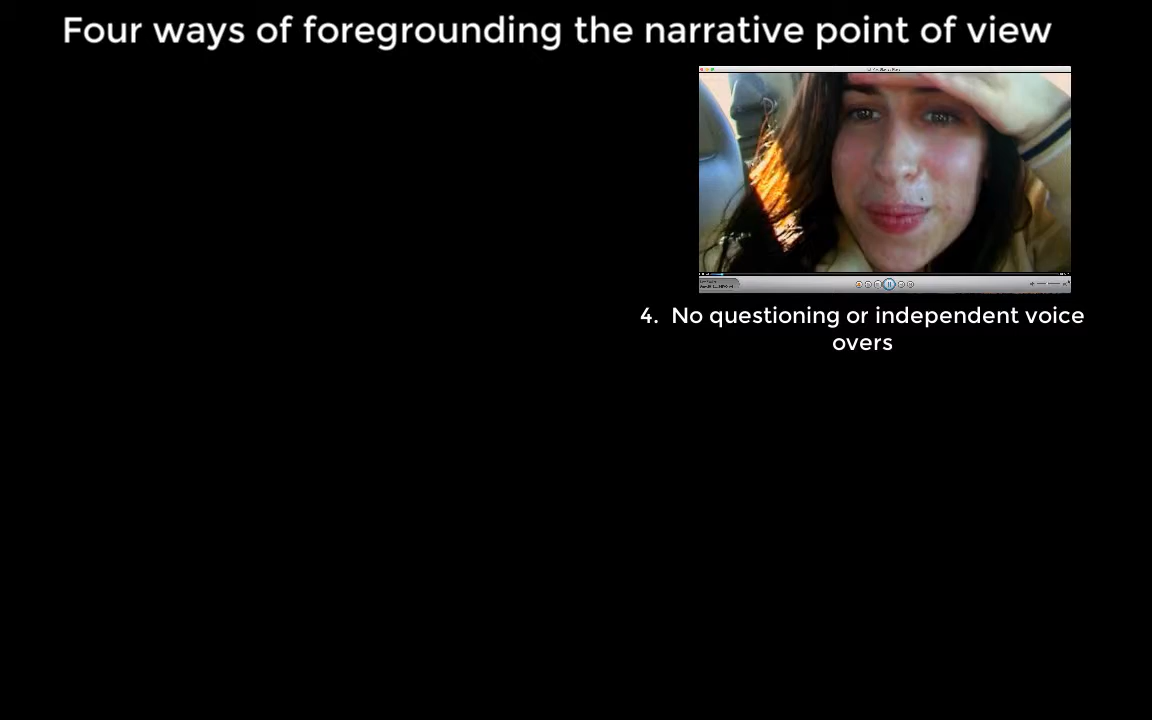 Four ways of foregrounding the narrative point of view
4. No questioning or independent voice
overs